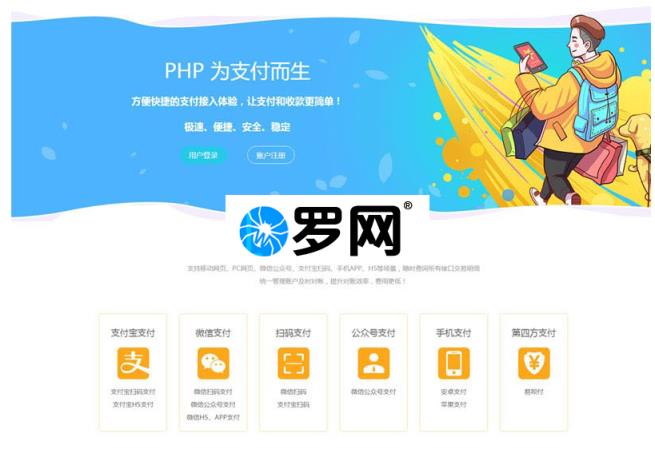 PHP 为支付而生
方便快捷的支付接入体验，让支付和收款更简单！
极速、便捷、安全、稳定
用户登录
账户注册
罗网®
支持移动网页、PC网页、微信公众号、支付宝扫码、手机APP、H5等场景，随时查阅所有接口交易明细
统一管理账户及时对账，提升对账效率，费用更低！
支付宝支付
支付宝扫码支付
支付宝H5支付
微信支付
微信扫码支付
微信公众号支付
微信H5、APP支付
扫码支付
微信扫码
支付宝扫码
公众号支付
微信公众号支付
手机支付
安卓支付
苹果支付
第四方支付
易呗付